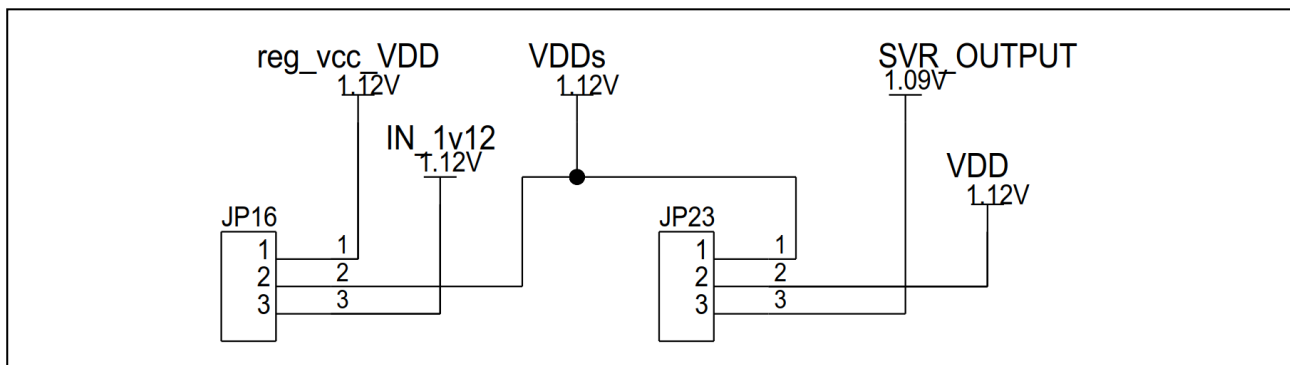 reg_vcc_VDD
1.12V
VDDs
1.12V
SVR_OUTPUT
1.09V
IN_1v12
1.12V
VDD
1.12V
JP16
1 1
2 2
3 3
JP23
1 1
2 2
3 3